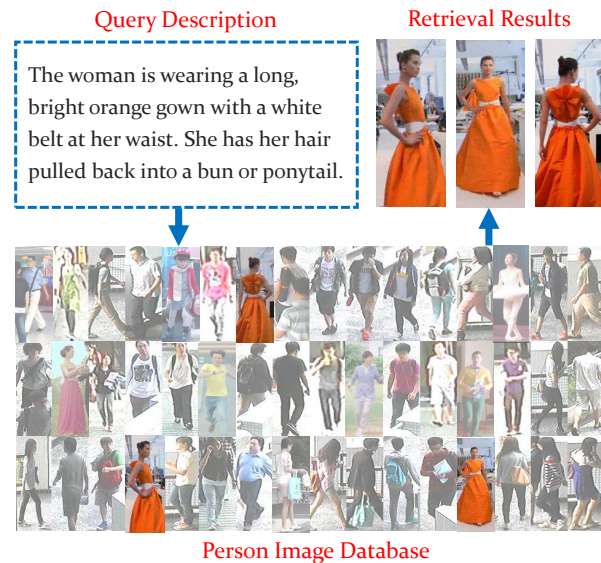 Query Description
Retrieval Results
The woman is wearing a long,
bright orange gown with a white
belt at her waist. She has her hair
pulled back into a bun or ponytail.
Person Image Database